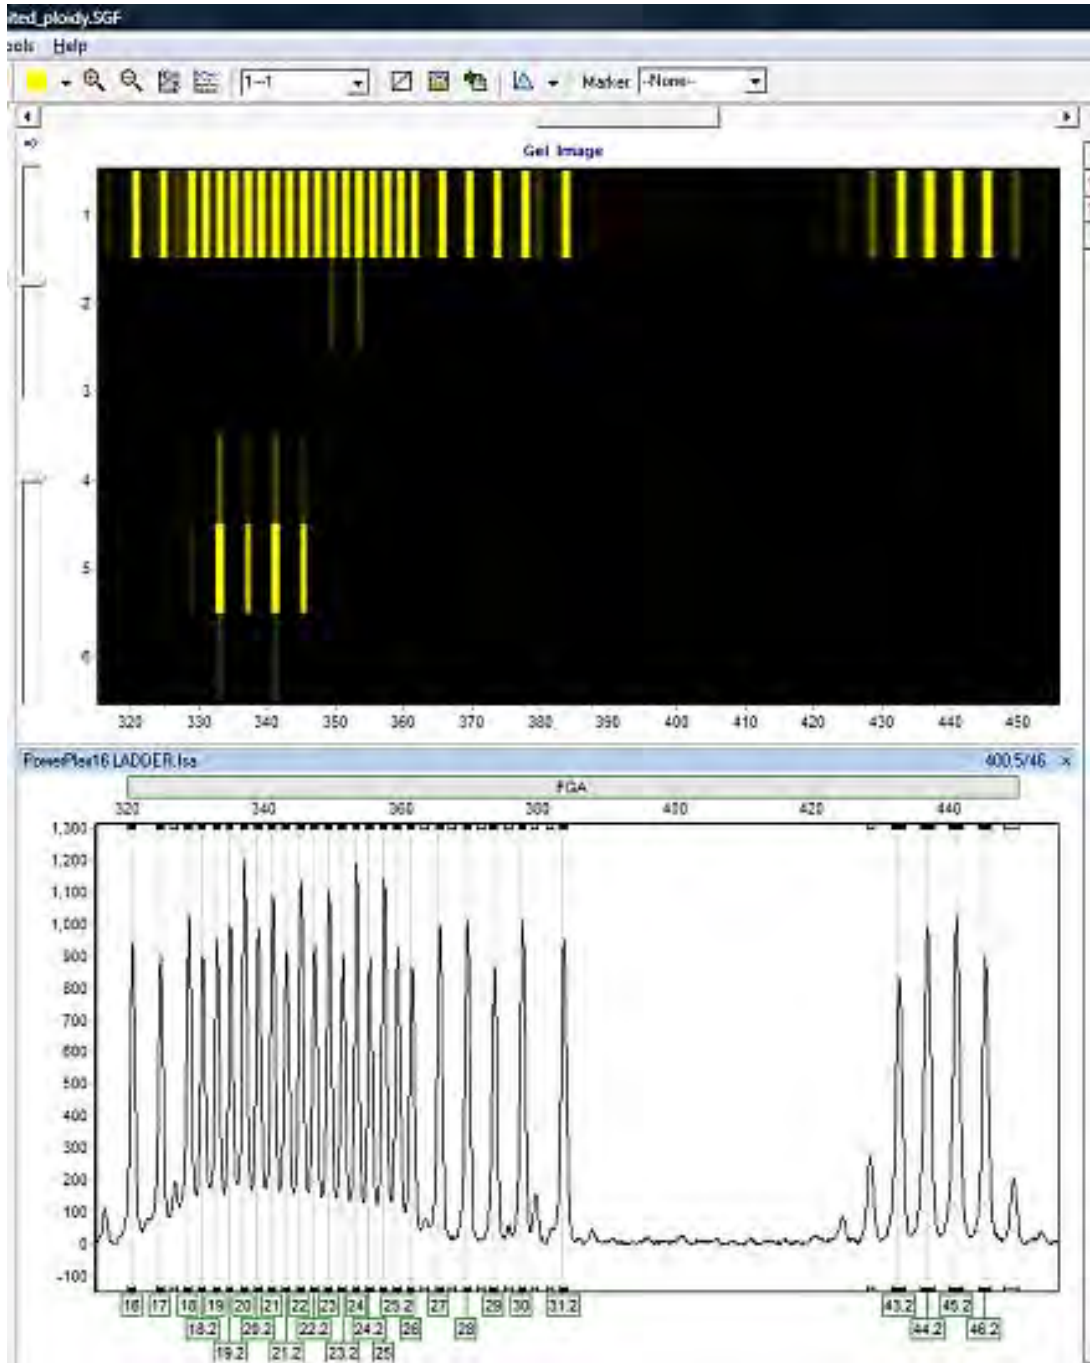 ited_ploidy.SGF
ools Help
1--1 Marker --None--
Gel Image
1
2
3
4
5
6
320 330 340 350 360 370 380 390 400 410 420 430 440 450
PowerPlex16 LADDER.fsa 400.5/46 ×
FGA
320 340 360 380 400 420 440
1,300
1,200
1,100
1,000
900
800
700
600
500
400
300
200
100
0
-100
16 17 18 19 20 21 22 23 24 25.2 27 29 30 31.2 43.2 45.2
18.2 20.2 22.2 24.2 26 28 44.2 46.2
19.2 21.2 23.2 25